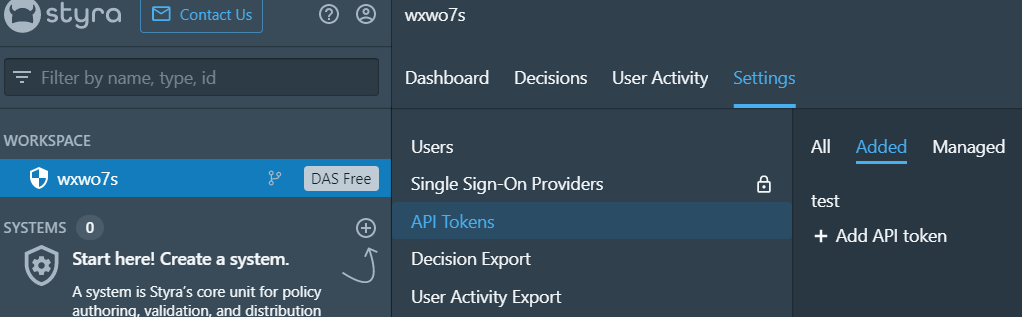 styra
Contact Us
Filter by name, type, id
WORKSPACE
wxwo7s
DAS Free
SYSTEMS 0
Start here! Create a system.
A system is Styra's core unit for policy
authoring, validation, and distribution
wxwo7s
Dashboard Decisions User Activity Settings
Users
Single Sign-On Providers
API Tokens
Decision Export
User Activity Export
All Added Managed
test
+ Add API token